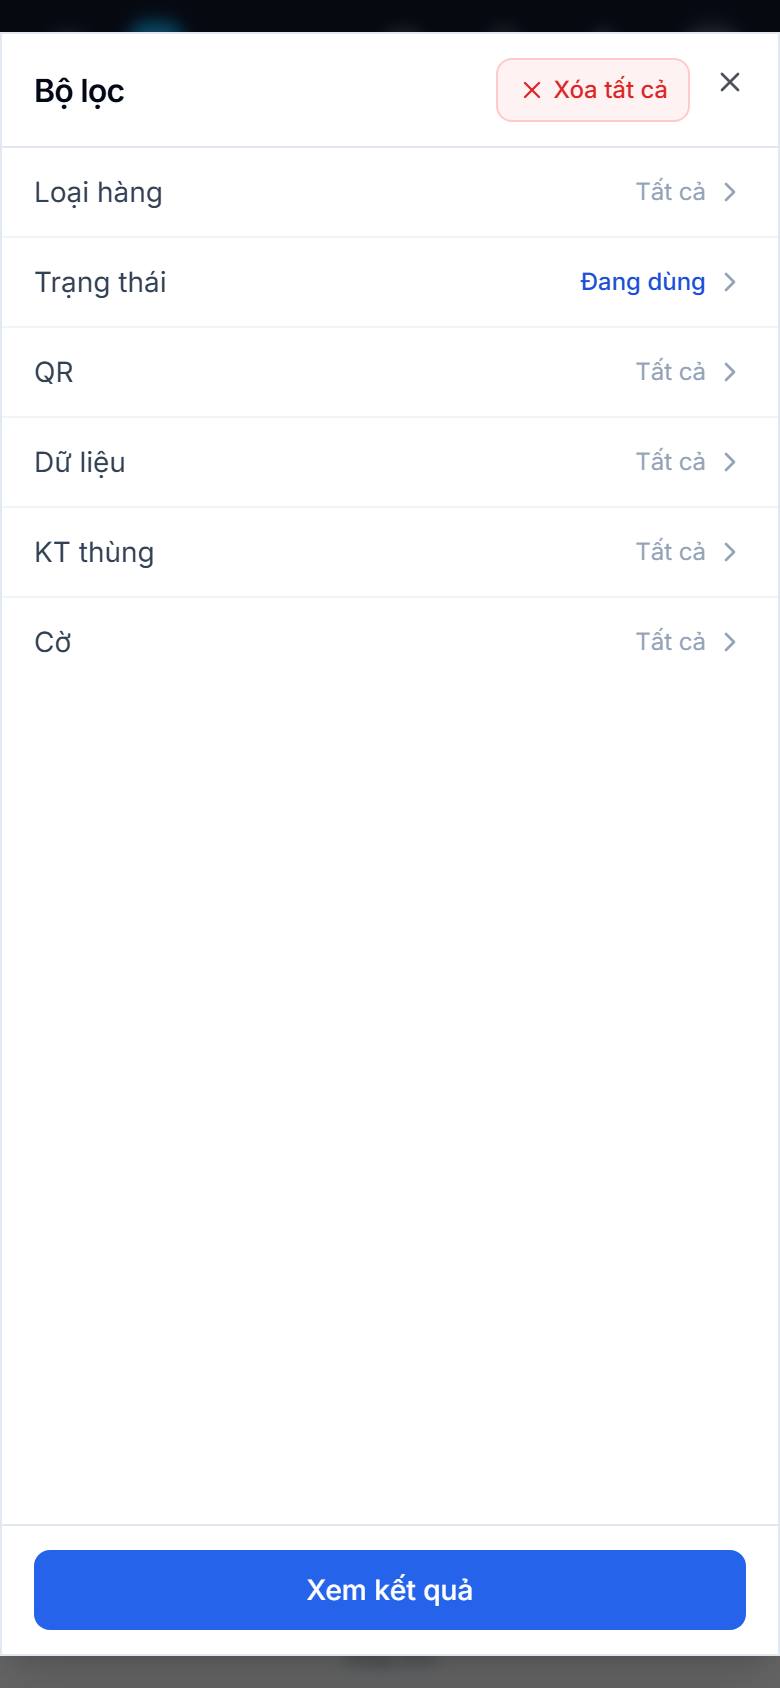 Bộ lọc
Xóa tất cả
Loại hàng Tất cả
Trạng thái Đang dùng
QR Tất cả
Dữ liệu Tất cả
KT thùng Tất cả
Cờ Tất cả
Xem kết quả